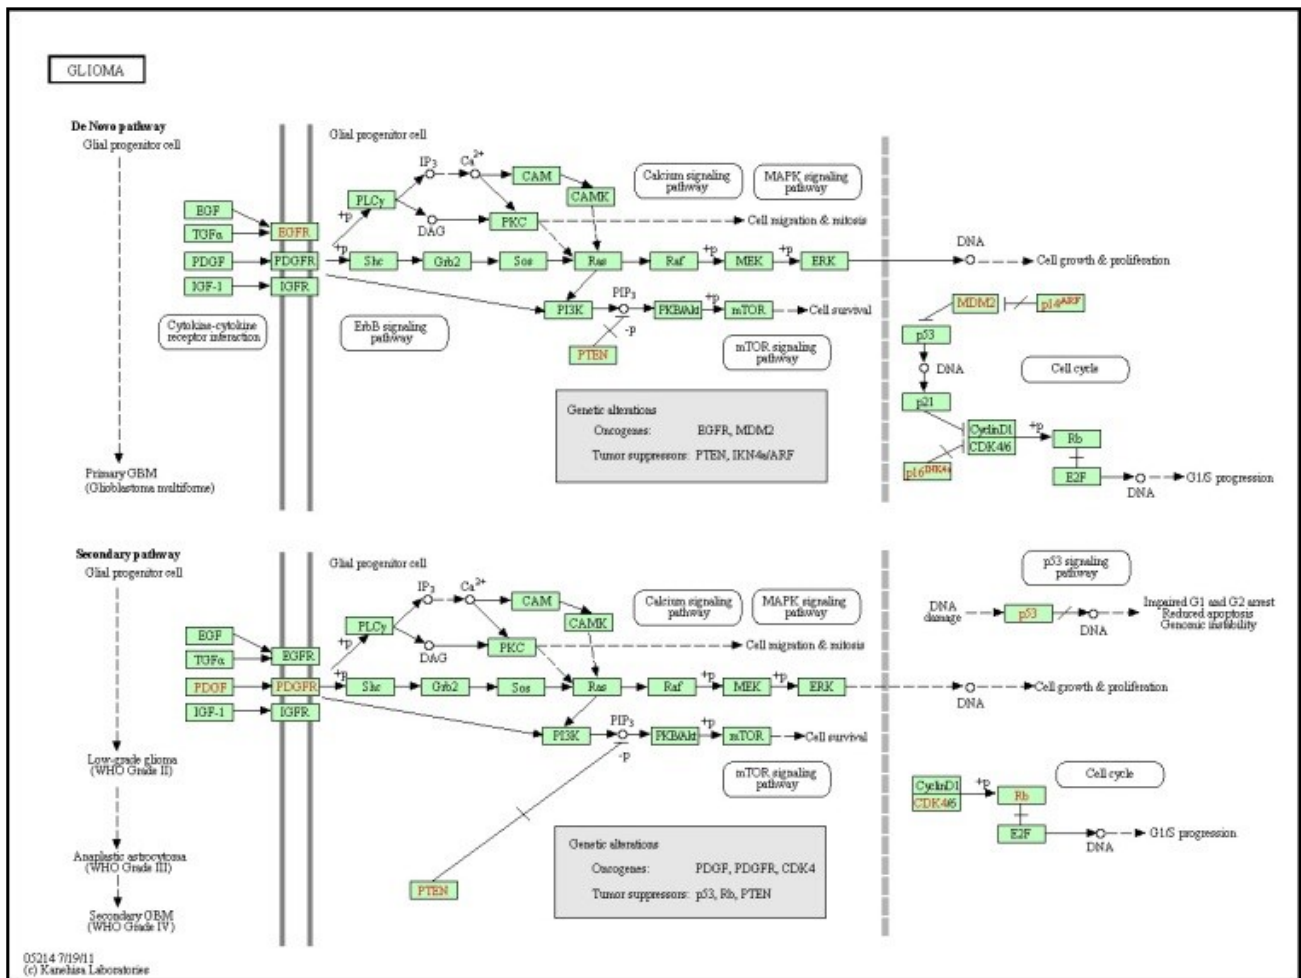 GLIOMA
De Novo pathway
Glial progenitor cell
Primary GBM
(Glioblastoma multiforme)
Glial progenitor cell
EGF
TGFα
PDGF
IGF-1
EGFR
PDGFR
IGFR
Cytokine-cytokine
receptor interaction
+p
PLCγ
IP3
Ca2+
DAG
CAM
CAMK
PKC
Calcium signaling
pathway
MAPK signaling
pathway
Cell migration & mitosis
+p
Shc
Grb2
Sos
Ras
Raf
+p
MEK
+p
ERK
DNA
Cell growth & proliferation
PI3K
PIP3
-p
PTEN
PKB/Akt
+p
mTOR
Cell survival
ErbB signaling
pathway
mTOR signaling
pathway
MDM2
p14ARF
p53
DNA
p21
Cell cycle
CyclinD1
CDK4/6
p16INK4a
+p
Rb
E2F
DNA
G1/S progression
Genetic alterations
Oncogenes: EGFR, MDM2
Tumor suppressors: PTEN, IKN4a/ARF
Secondary pathway
Glial progenitor cell
Low-grade glioma
(WHO Grade II)
Anaplastic astrocytoma
(WHO Grade III)
Secondary GBM
(WHO Grade IV)
Glial progenitor cell
EGF
TGFα
PDGF
IGF-1
EGFR
PDGFR
IGFR
+p
PLCγ
IP3
Ca2+
DAG
CAM
CAMK
PKC
Calcium signaling
pathway
MAPK signaling
pathway
Cell migration & mitosis
+p
Shc
Grb2
Sos
Ras
Raf
+p
MEK
+p
ERK
DNA
Cell growth & proliferation
PI3K
PIP3
-p
PTEN
PKB/Akt
+p
mTOR
Cell survival
mTOR signaling
pathway
p53 signaling
pathway
DNA
damage
p53
DNA
Impaired G1 and G2 arrest
Reduced apoptosis
Genomic instability
Cell cycle
CyclinD1
CDK4/6
+p
Rb
E2F
DNA
G1/S progression
Genetic alterations
Oncogenes: PDGF, PDGFR, CDK4
Tumor suppressors: p53, Rb, PTEN
05214 7/19/11
(c) Kanehisa Laboratories